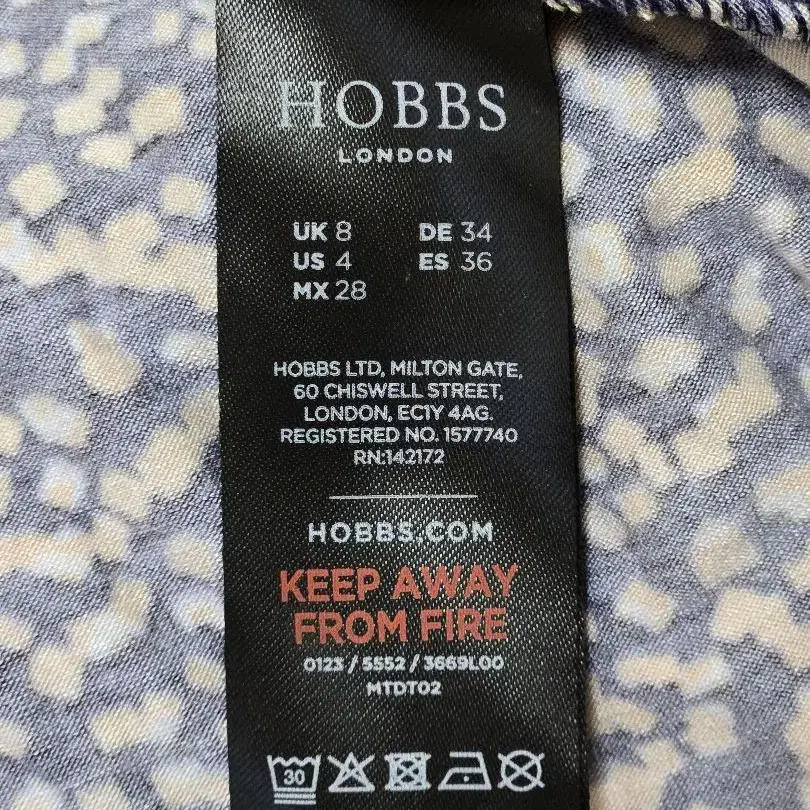 HOBBS
LONDON
UK 8 DE 34
US 4 ES 36
MX 28
HOBBS LTD, MILTON GATE,
60 CHISWELL STREET,
LONDON, EC1Y 4AG.
REGISTERED NO. 1577740
RN:142172
HOBBS.COM
KEEP AWAY
FROM FIRE
0123 / 5552 / 3669L00
MTDT02
30